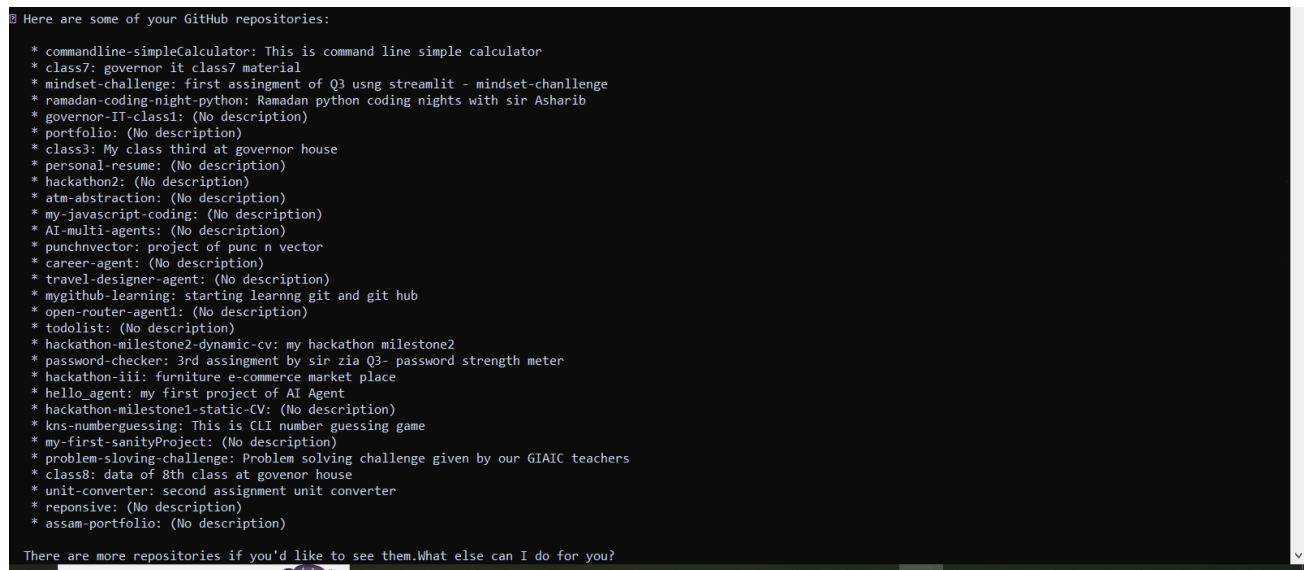 Here are some of your GitHub repositories:
* commandline-simpleCalculator: This is command line simple calculator
* class7: governor it class7 material
* mindset-challenge: first assingment of Q3 usng streamlit - mindset-chanllenge
* ramadan-coding-night-python: Ramadan python coding nights with sir Asharib
* governor-IT-class1: (No description)
* portfolio: (No description)
* class3: My class third at governor house
* personal-resume: (No description)
* hackathon2: (No description)
* atm-abstraction: (No description)
* my-javascript-coding: (No description)
* AI-multi-agents: (No description)
* punchnvector: project of punc n vector
* career-agent: (No description)
* travel-designer-agent: (No description)
* mygithub-learning: starting learnng git and git hub
* open-router-agent1: (No description)
* todolist: (No description)
* hackathon-milestone2-dynamic-cv: my hackathon milestone2
* password-checker: 3rd assingment by sir zia Q3- password strength meter
* hackathon-iii: furniture e-commerce market place
* hello_agent: my first project of AI Agent
* hackathon-milestone1-static-CV: (No description)
* kns-numberguessing: This is CLI number guessing game
* my-first-sanityProject: (No description)
* problem-sloving-challenge: Problem solving challenge given by our GIAIC teachers
* class8: data of 8th class at govenor house
* unit-converter: second assignment unit converter
* reponsive: (No description)
* assam-portfolio: (No description)
There are more repositories if you'd like to see them.What else can I do for you?